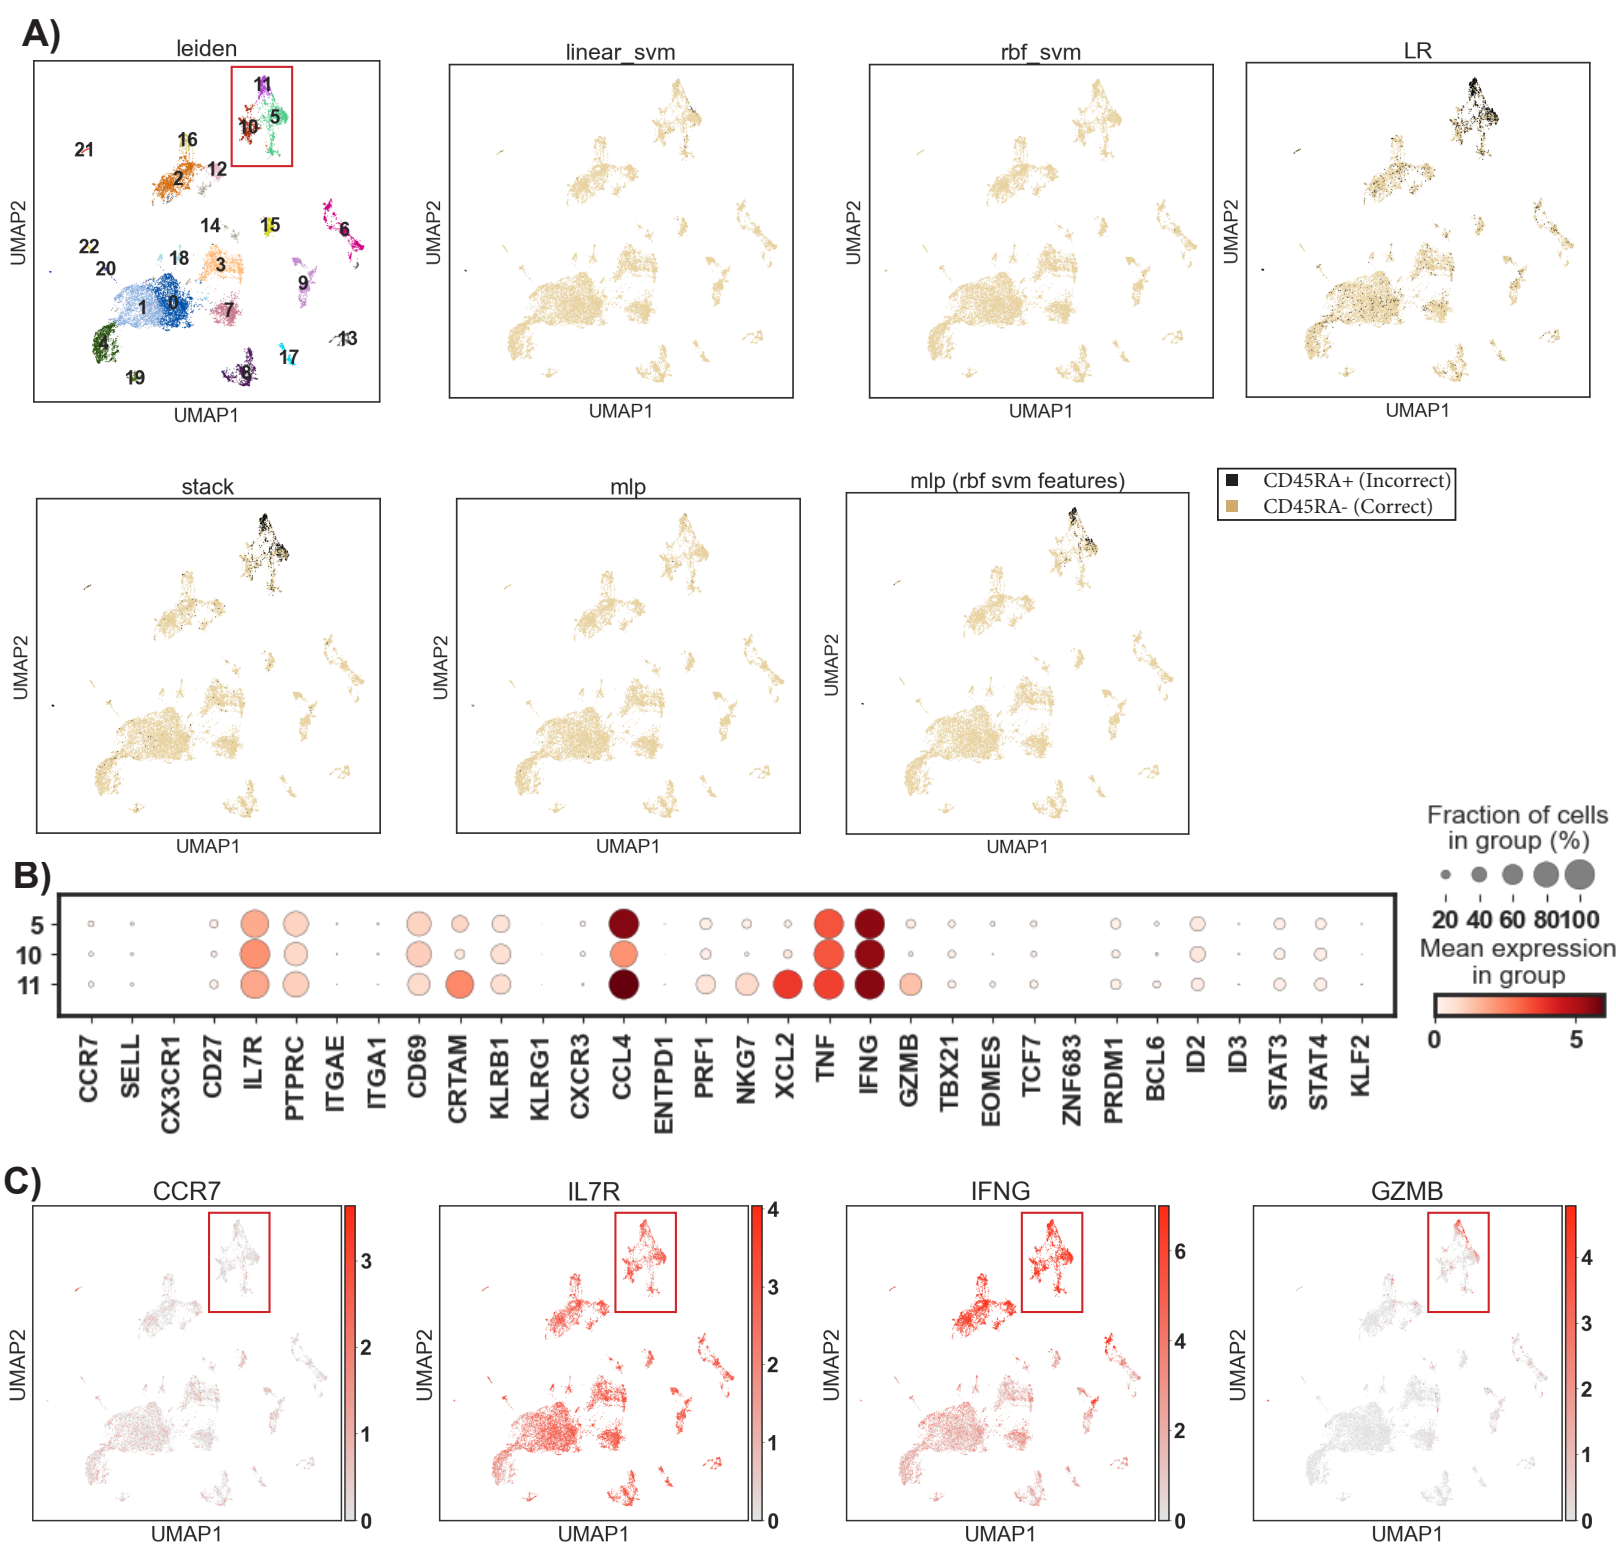 A)
leiden
linear_svm
rbf_svm
LR
11
5
10
16
21
12
2
14
15
6
22
18
3
20
9
1
0
7
4
13
17
8
19
UMAP2
UMAP1
UMAP2
UMAP1
UMAP2
UMAP1
UMAP2
UMAP1
stack
mlp
mlp (rbf svm features)
CD45RA+ (Incorrect)
CD45RA- (Correct)
UMAP2
UMAP1
UMAP2
UMAP1
UMAP2
UMAP1
B)
5
10
11
CCR7
SELL
CX3CR1
CD27
IL7R
PTPRC
ITGAE
ITGA1
CD69
CRTAM
KLRB1
KLRG1
CXCR3
CCL4
ENTPD1
PRF1
NKG7
XCL2
TNF
IFNG
GZMB
TBX21
EOMES
TCF7
ZNF683
PRDM1
BCL6
ID2
ID3
STAT3
STAT4
KLF2
Fraction of cells
in group (%)
20 40 60 80 100
Mean expression
in group
0 5
C)
CCR7
IL7R
IFNG
GZMB
UMAP2
UMAP1
3
2
1
0
UMAP2
UMAP1
4
3
2
1
0
UMAP2
UMAP1
6
4
2
0
UMAP2
UMAP1
4
3
2
1
0